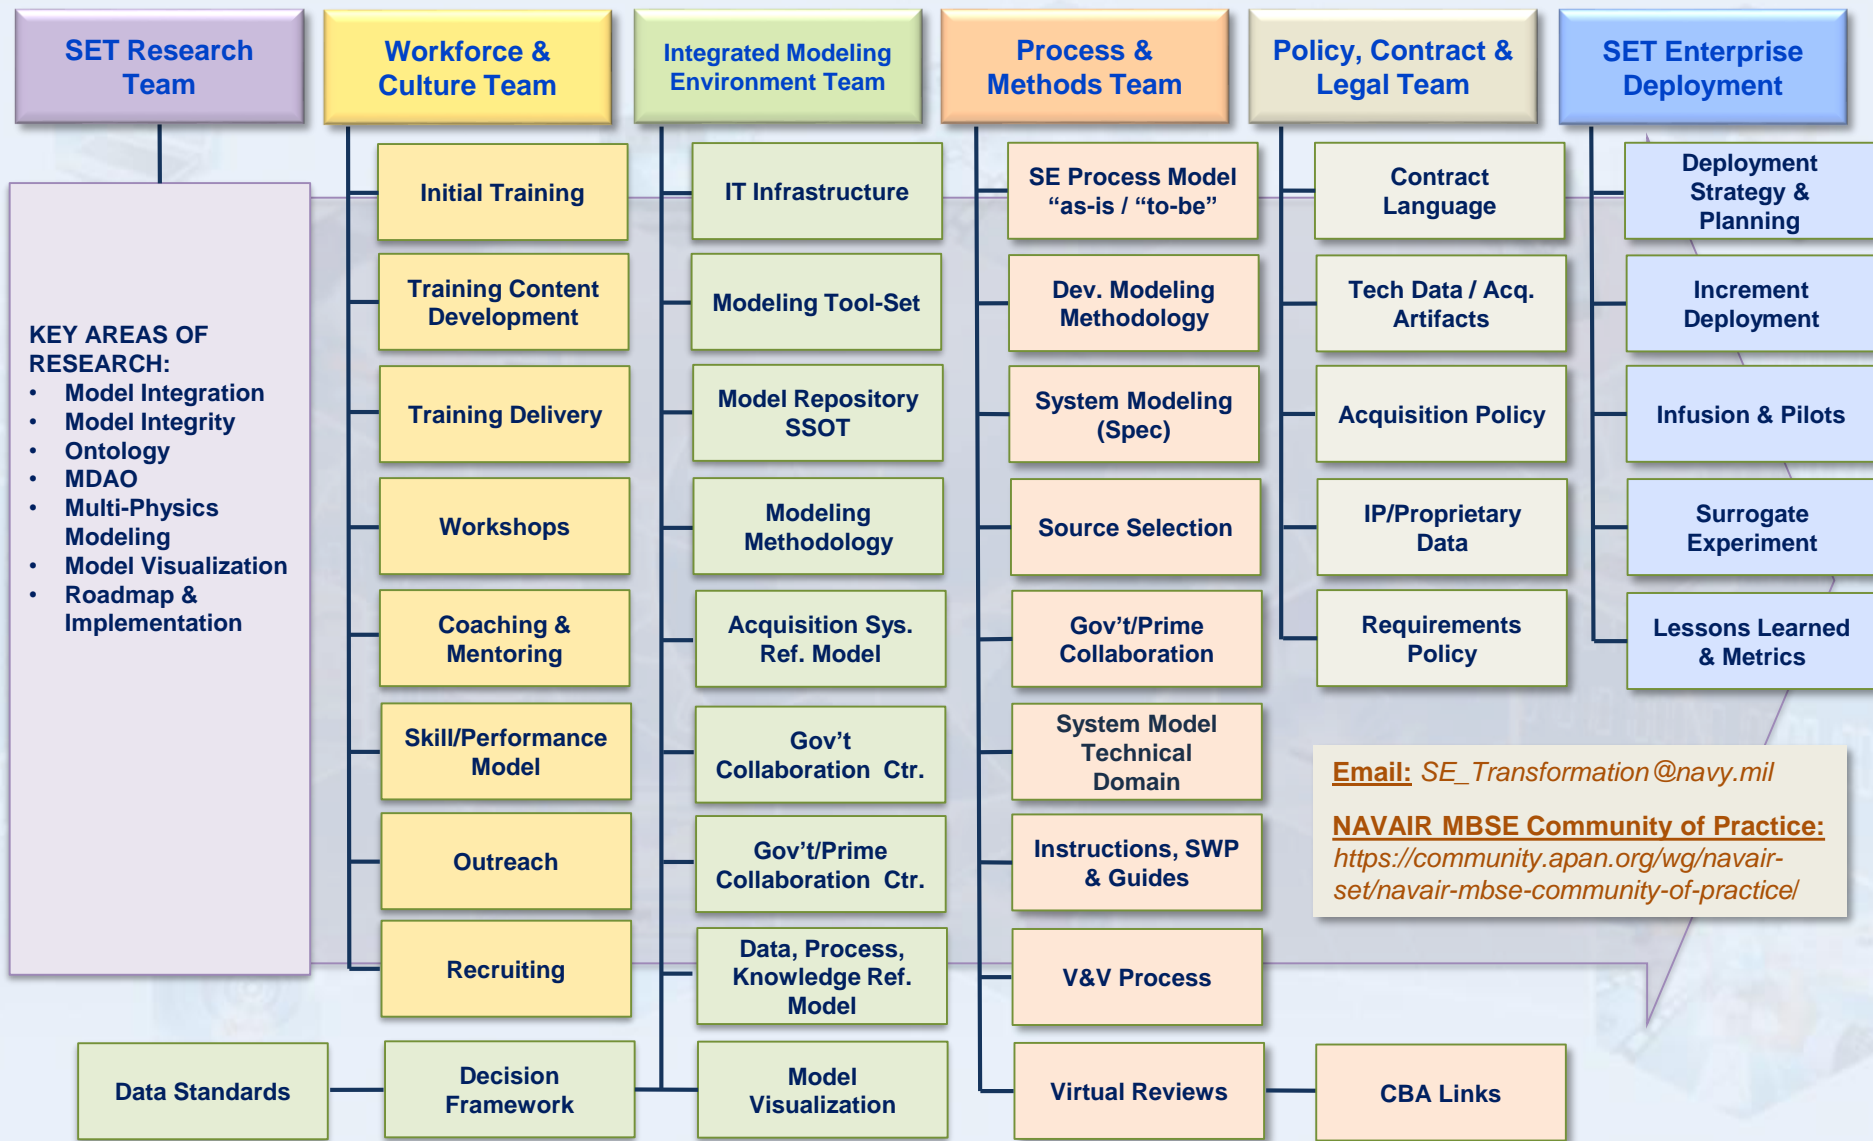 SET Research
Team
Workforce &
Culture Team
Integrated Modeling
Environment Team
Process &
Methods Team
Policy, Contract &
Legal Team
SET Enterprise
Deployment
KEY AREAS OF
RESEARCH:
• Model Integration
• Model Integrity
• Ontology
• MDAO
• Multi-Physics
Modeling
• Model Visualization
• Roadmap &
Implementation
Initial Training
Training Content
Development
Training Delivery
Workshops
Coaching &
Mentoring
Skill/Performance
Model
Outreach
Recruiting
IT Infrastructure
Modeling Tool-Set
Model Repository
SSOT
Modeling
Methodology
Acquisition Sys.
Ref. Model
Gov’t
Collaboration Ctr.
Gov’t/Prime
Collaboration Ctr.
Data, Process,
Knowledge Ref.
Model
Model
Visualization
Decision
Framework
Data Standards
SE Process Model
“as-is / “to-be”
Dev. Modeling
Methodology
System Modeling
(Spec)
Source Selection
Gov’t/Prime
Collaboration
System Model
Technical
Domain
Instructions, SWP
& Guides
V&V Process
Virtual Reviews
CBA Links
Contract
Language
Tech Data / Acq.
Artifacts
Acquisition Policy
IP/Proprietary
Data
Requirements
Policy
Deployment
Strategy &
Planning
Increment
Deployment
Infusion & Pilots
Surrogate
Experiment
Lessons Learned
& Metrics
Email: SE_Transformation@navy.mil
NAVAIR MBSE Community of Practice:
https://community.apan.org/wg/navair-
set/navair-mbse-community-of-practice/